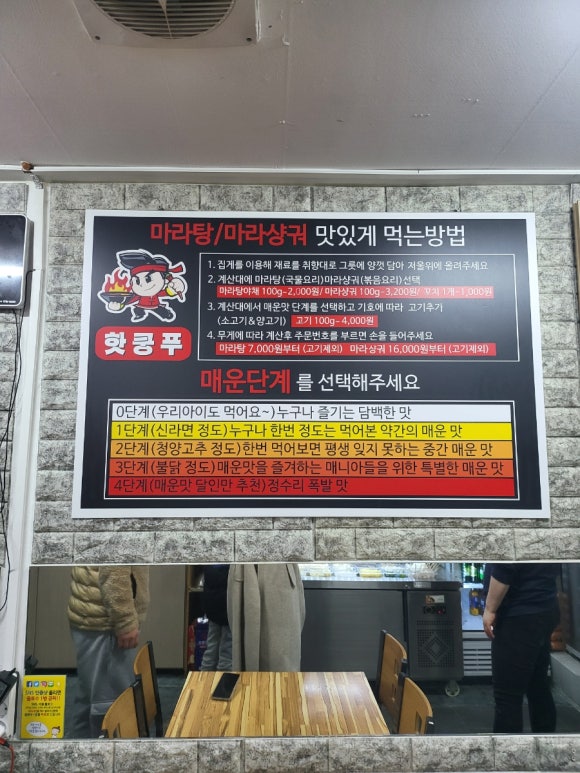 마라탕/마라샹궈 맛있게 먹는방법
1. 집게를 이용해 재료를 취향대로 그릇에 양껏 담아 저울위에 올려주세요
2. 계산대에 마라탕(국물요리)마라샹궈(볶음요리)선택
마라탕야채 100g~2,000원/ 마라샹궈 100g~3,200원/ 꼬치 1개~1,000원
3. 계산대에서 매운맛 단계를 선택하고 기호에 따라 고기추가
(소고기&양고기) 고기 100g~4,000원
4. 무게에 따라 계산후 주문번호를 부르면 손을 들어주세요
마라탕 7,000원부터 (고기제외) 마라샹궈 16,000원부터 (고기제외)
핫쿵푸
매운단계 를 선택해주세요
0단계(우리아이도 먹어요~)누구나 즐기는 담백한 맛
1단계(신라면 정도)누구나 한번 정도는 먹어본 약간의 매운 맛
2단계(청양고추 정도)한번 먹어보면 평생 잊지 못하는 중간 매운 맛
3단계(불닭 정도)매운맛을 즐겨하는 매니아들을 위한 특별한 매운 맛
4단계(매운맛 달인만 추천)정수리 폭발 맛